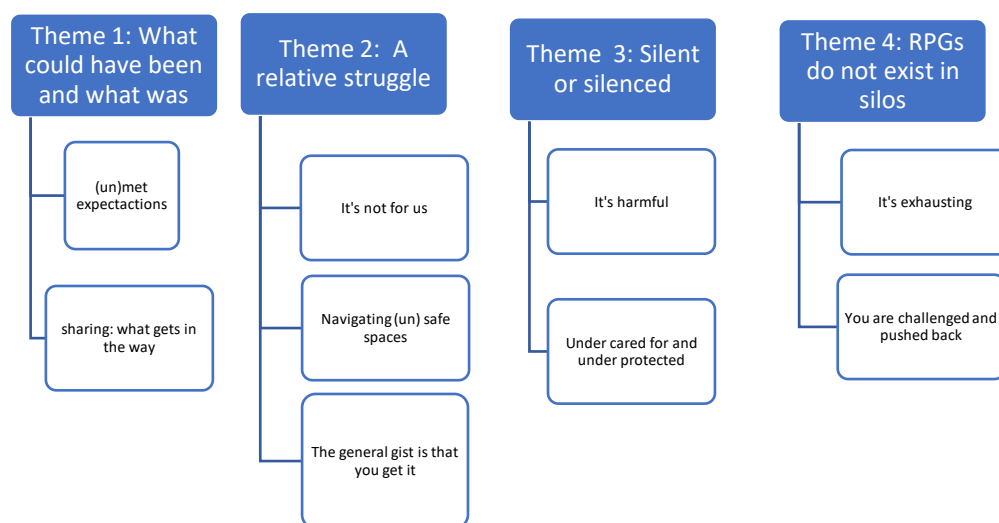 Theme 1: What
could have been
and what was
(un)met
expectactions
sharing: what gets in
the way
Theme 2: A
relative struggle
It's not for us
Navigating (un) safe
spaces
The general gist is that
you get it
Theme 3: Silent
or silenced
It's harmful
Under cared for and
under protected
Theme 4: RPGs
do not exist in
silos
It's exhausting
You are challenged and
pushed back